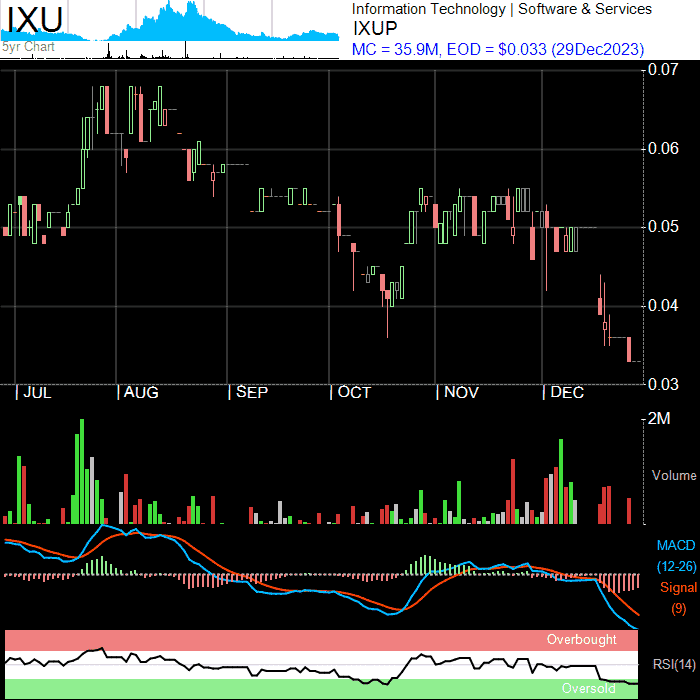 IXU
5yr Chart
Information Technology | Software & Services
IXUP
MC = 35.9M, EOD = $0.033 (29Dec2023)
0.07
0.06
0.05
0.04
0.03
| JUL | AUG | SEP | OCT | NOV | DEC
2M
Volume
MACD
(12-26)
Signal
(9)
Overbought
RSI(14)
Oversold